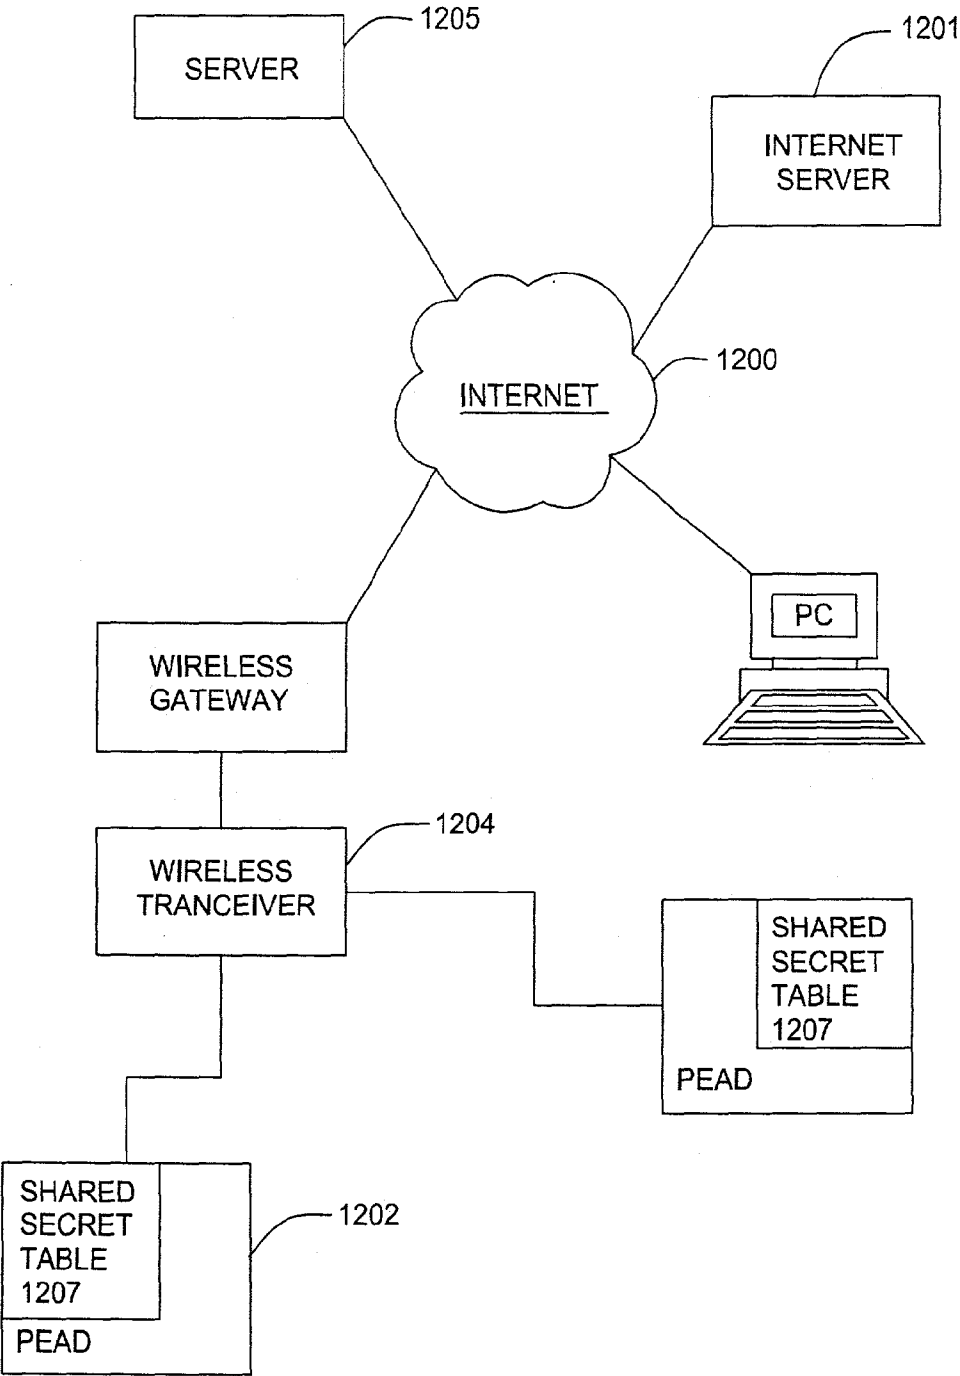 1205
SERVER
1201
INTERNET
SERVER
1200
INTERNET
PC
WIRELESS
GATEWAY
1204
WIRELESS
TRANCEIVER
SHARED
SECRET
TABLE
1207
PEAD
SHARED
SECRET
TABLE
1207
PEAD
1202